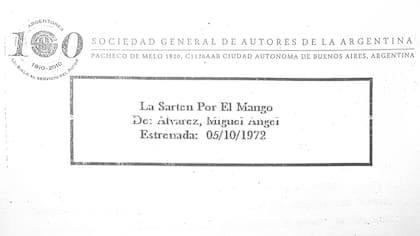 ARGENTORES
100
1910-2010
SOCIEDAD GENERAL DE AUTORES DE LA ARGENTINA
PACHECO DE MELO 1820, C1126AAB CIUDAD AUTONOMA DE BUENOS AIRES, ARGENTINA
La Sarten Por El Mango
De: Alvarez, Miguel Angel
Estrenada: 05/10/1972